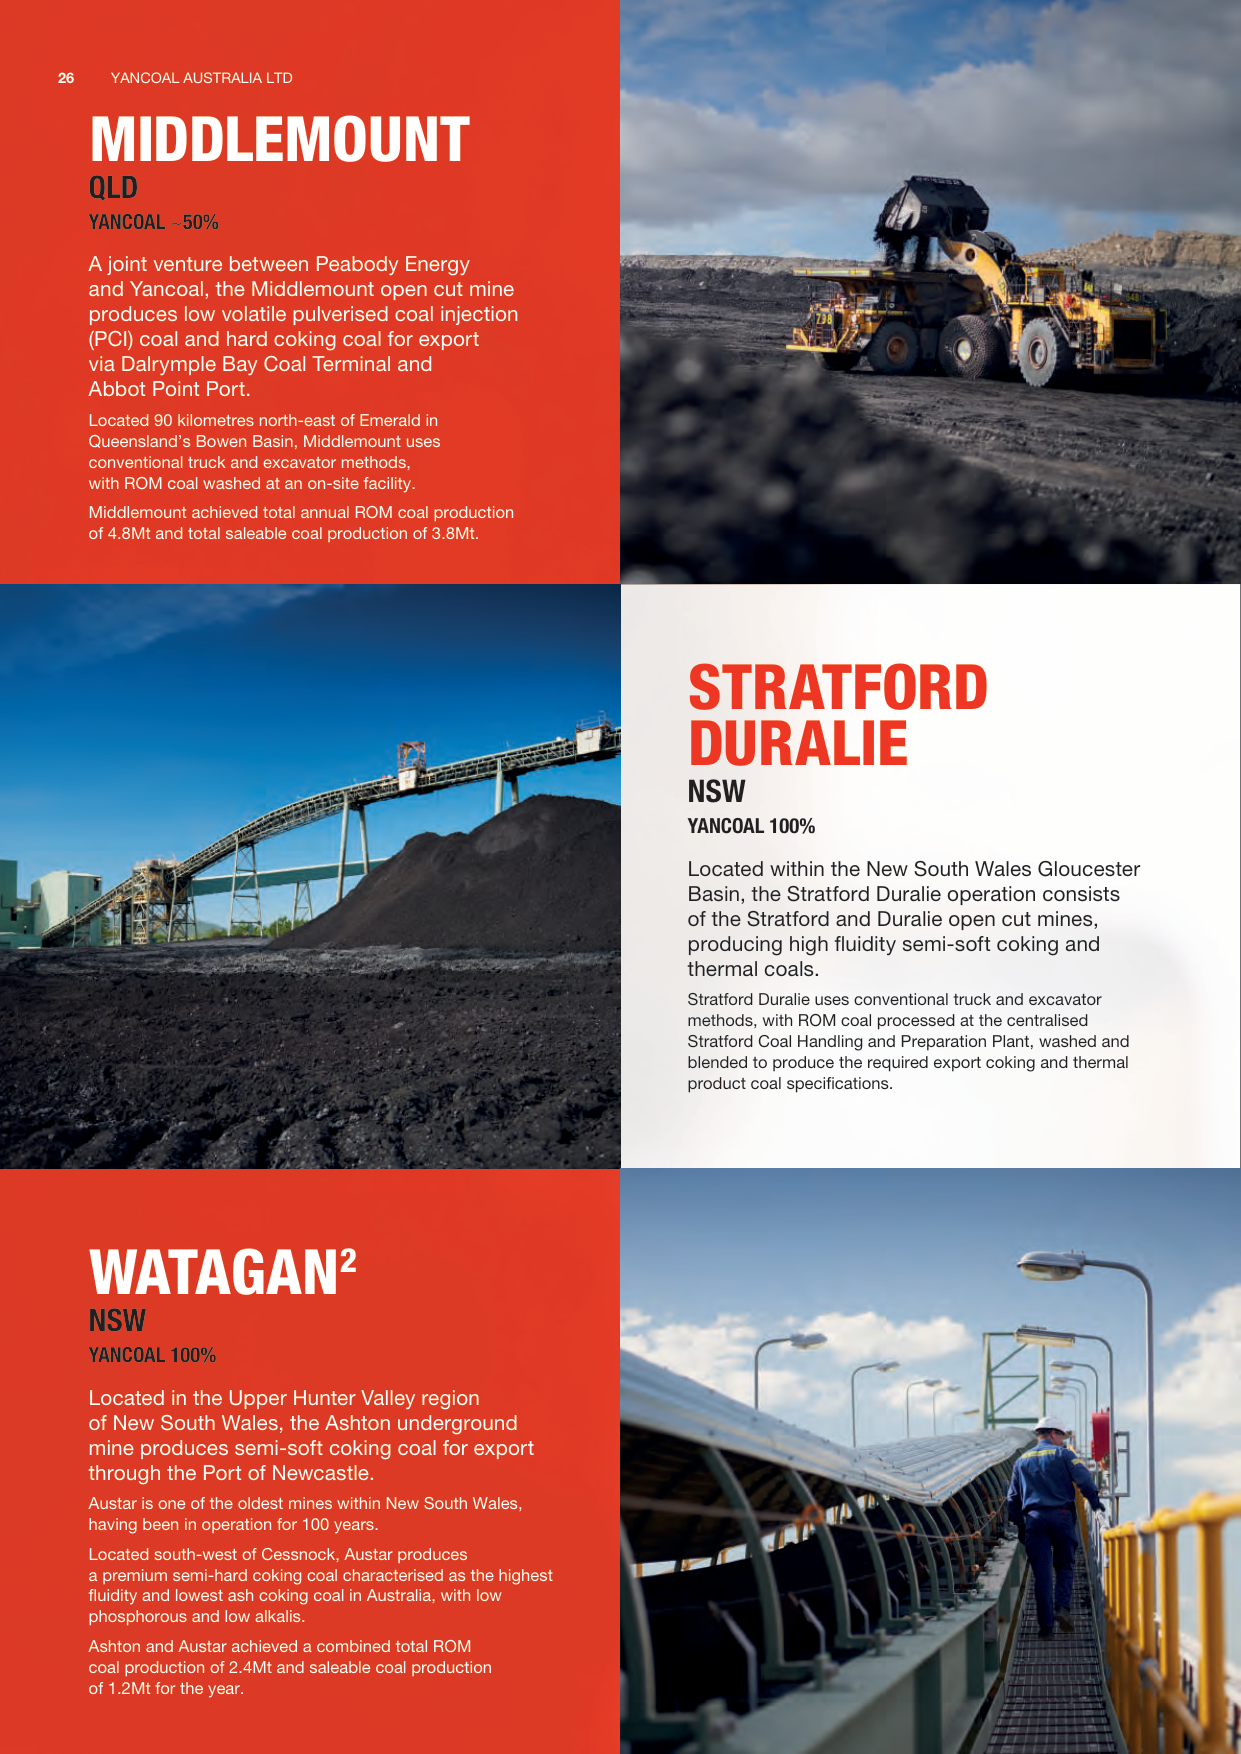 26 YANCOAL AUSTRALIA LTD
MIDDLEMOUNT
QLD
YANCOAL ~50%
A joint venture between Peabody Energy
and Yancoal, the Middlemount open cut mine
produces low volatile pulverised coal injection
(PCI) coal and hard coking coal for export
via Dalrymple Bay Coal Terminal and
Abbot Point Port.
Located 90 kilometres north-east of Emerald in
Queensland's Bowen Basin, Middlemount uses
conventional truck and excavator methods,
with ROM coal washed at an on-site facility.
Middlemount achieved total annual ROM coal production
of 4.8Mt and total saleable coal production of 3.8Mt.
738
STRATFORD
DURALIE
NSW
YANCOAL 100%
Located within the New South Wales Gloucester
Basin, the Stratford Duralie operation consists
of the Stratford and Duralie open cut mines,
producing high fluidity semi-soft coking and
thermal coals.
Stratford Duralie uses conventional truck and excavator
methods, with ROM coal processed at the centralised
Stratford Coal Handling and Preparation Plant, washed and
blended to produce the required export coking and thermal
product coal specifications.
WATAGAN²
NSW
YANCOAL 100%
Located in the Upper Hunter Valley region
of New South Wales, the Ashton underground
mine produces semi-soft coking coal for export
through the Port of Newcastle.
Austar is one of the oldest mines within New South Wales,
having been in operation for 100 years.
Located south-west of Cessnock, Austar produces
a premium semi-hard coking coal characterised as the highest
fluidity and lowest ash coking coal in Australia, with low
phosphorous and low alkalis.
Ashton and Austar achieved a combined total ROM
coal production of 2.4Mt and saleable coal production
of 1.2Mt for the year.